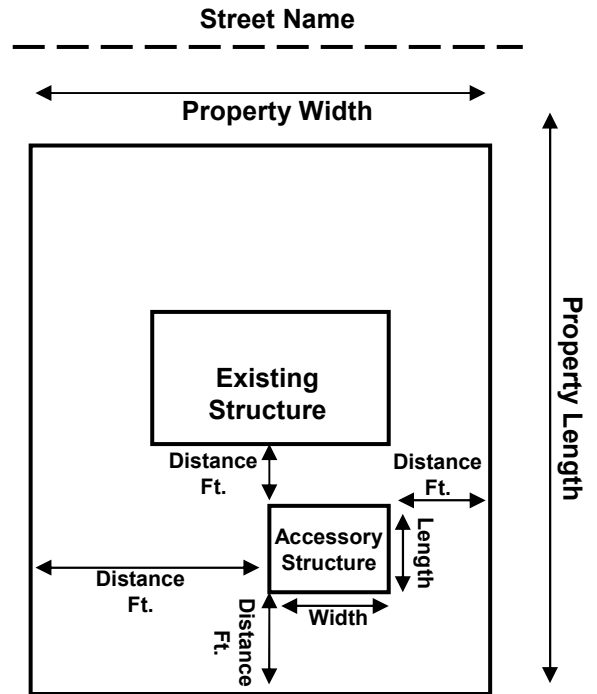 Street Name
Property Width
Property Length
Existing
Structure
Distance
Ft.
Distance
Ft.
Accessory
Structure
Length
Distance
Ft.
Width
Distance
Ft.